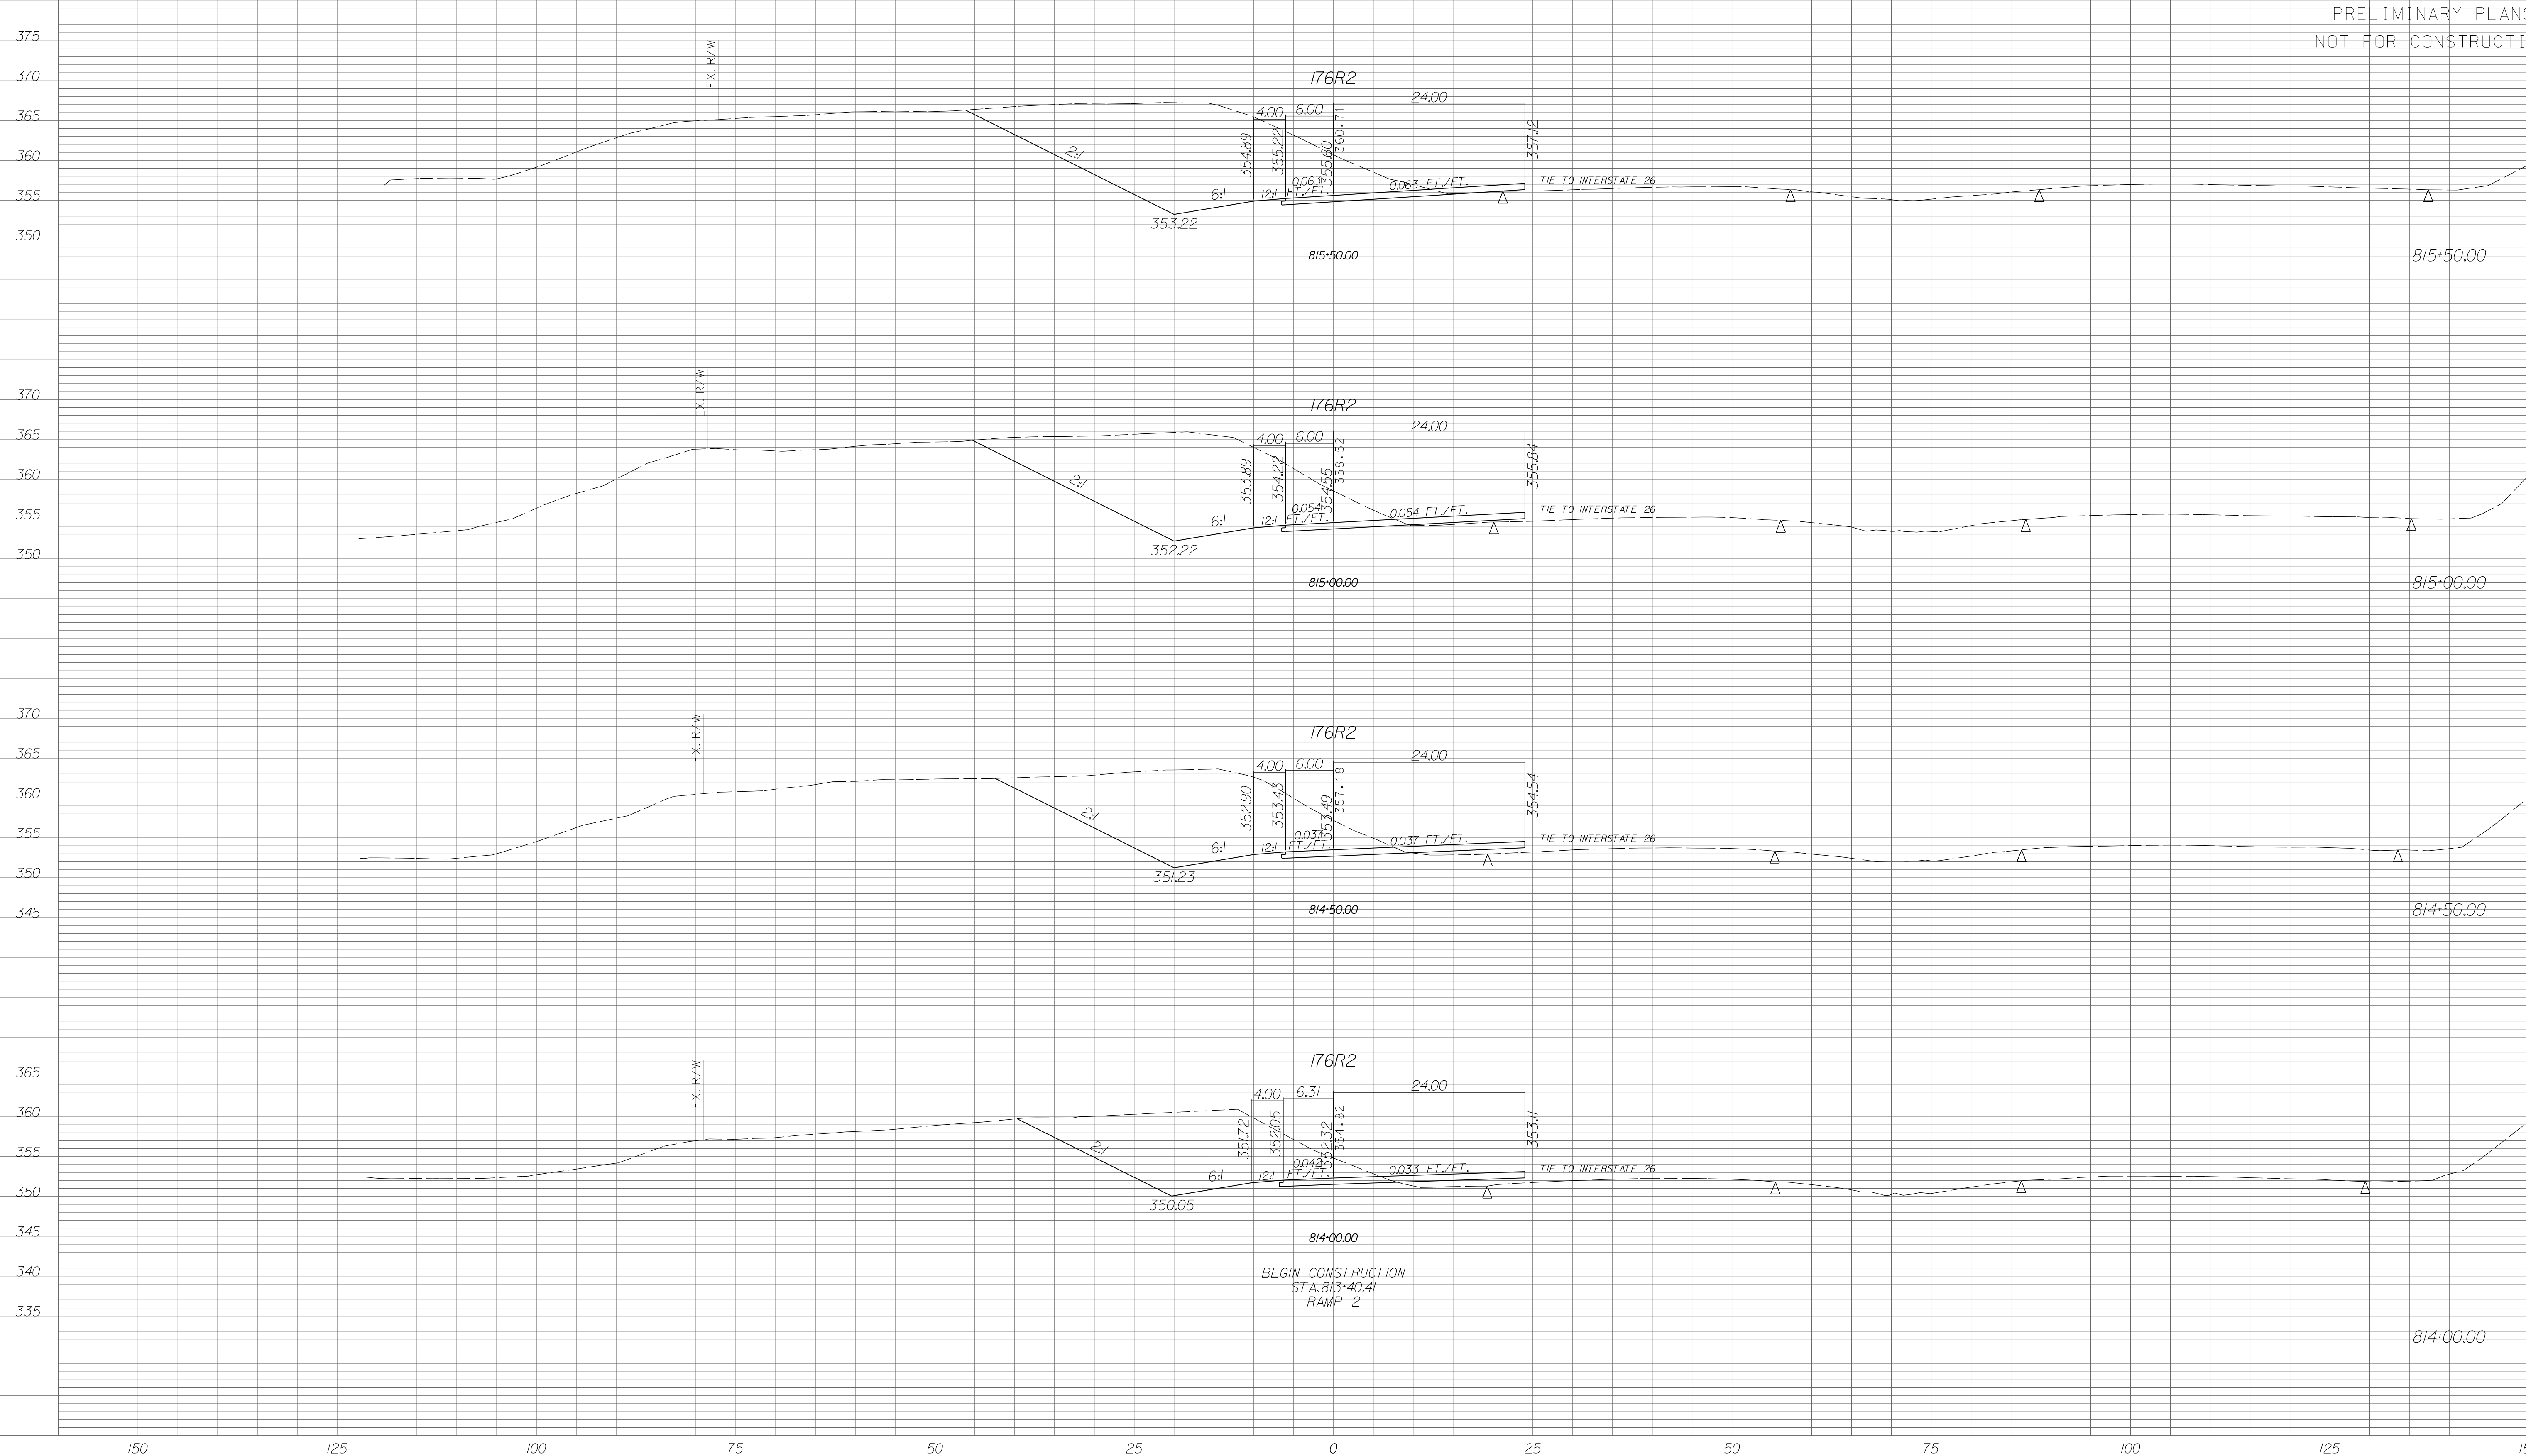 PRELIMINARY PLANS
NOT FOR CONSTRUCTI
375
370
365
360
355
350
EX. R/W
176R2
4.00 6.00 24.00
354.89 355.22 355.60 360.71 357.12
2:1
6:1 12:1 0.063 FT./FT. 0.063 FT./FT. TIE TO INTERSTATE 26
353.22
815+50.00
815+50.00
370
365
360
355
350
EX. R/W
176R2
4.00 6.00 24.00
353.89 354.22 354.55 358.52 355.84
2:1
6:1 12:1 0.054 FT./FT. 0.054 FT./FT. TIE TO INTERSTATE 26
352.22
815+00.00
815+00.00
370
365
360
355
350
345
EX. R/W
176R2
4.00 6.00 24.00
352.90 353.43 353.49 357.18 354.54
2:1
6:1 12:1 0.037 FT./FT. 0.037 FT./FT. TIE TO INTERSTATE 26
351.23
814+50.00
814+50.00
365
360
355
350
345
340
335
EX. R/W
176R2
4.00 6.31 24.00
351.72 352.05 352.32 354.82 353.11
2:1
6:1 12:1 0.042 FT./FT. 0.033 FT./FT. TIE TO INTERSTATE 26
350.05
814+00.00
BEGIN CONSTRUCTION
STA.813+40.41
RAMP 2
814+00.00
150 125 100 75 50 25 0 25 50 75 100 125